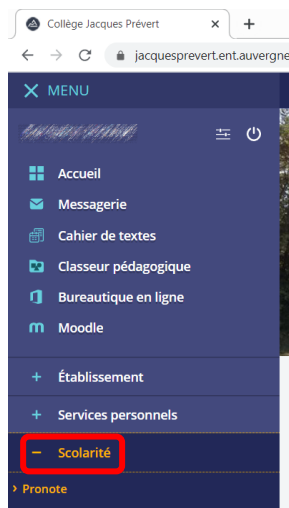 Collège Jacques Prévert
jacquesprevert.ent.auvergne
MENU
Accueil
Messagerie
Cahier de textes
Classeur pédagogique
Bureautique en ligne
Moodle
+ Établissement
+ Services personnels
− Scolarité
› Pronote